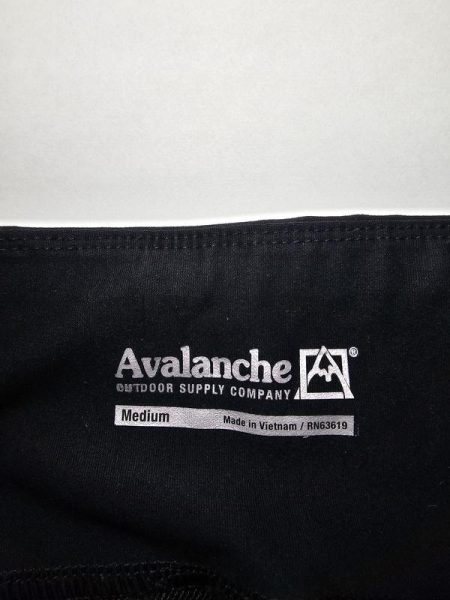 Avalanche ®
OUTDOOR SUPPLY COMPANY
Medium Made in Vietnam / RN63619